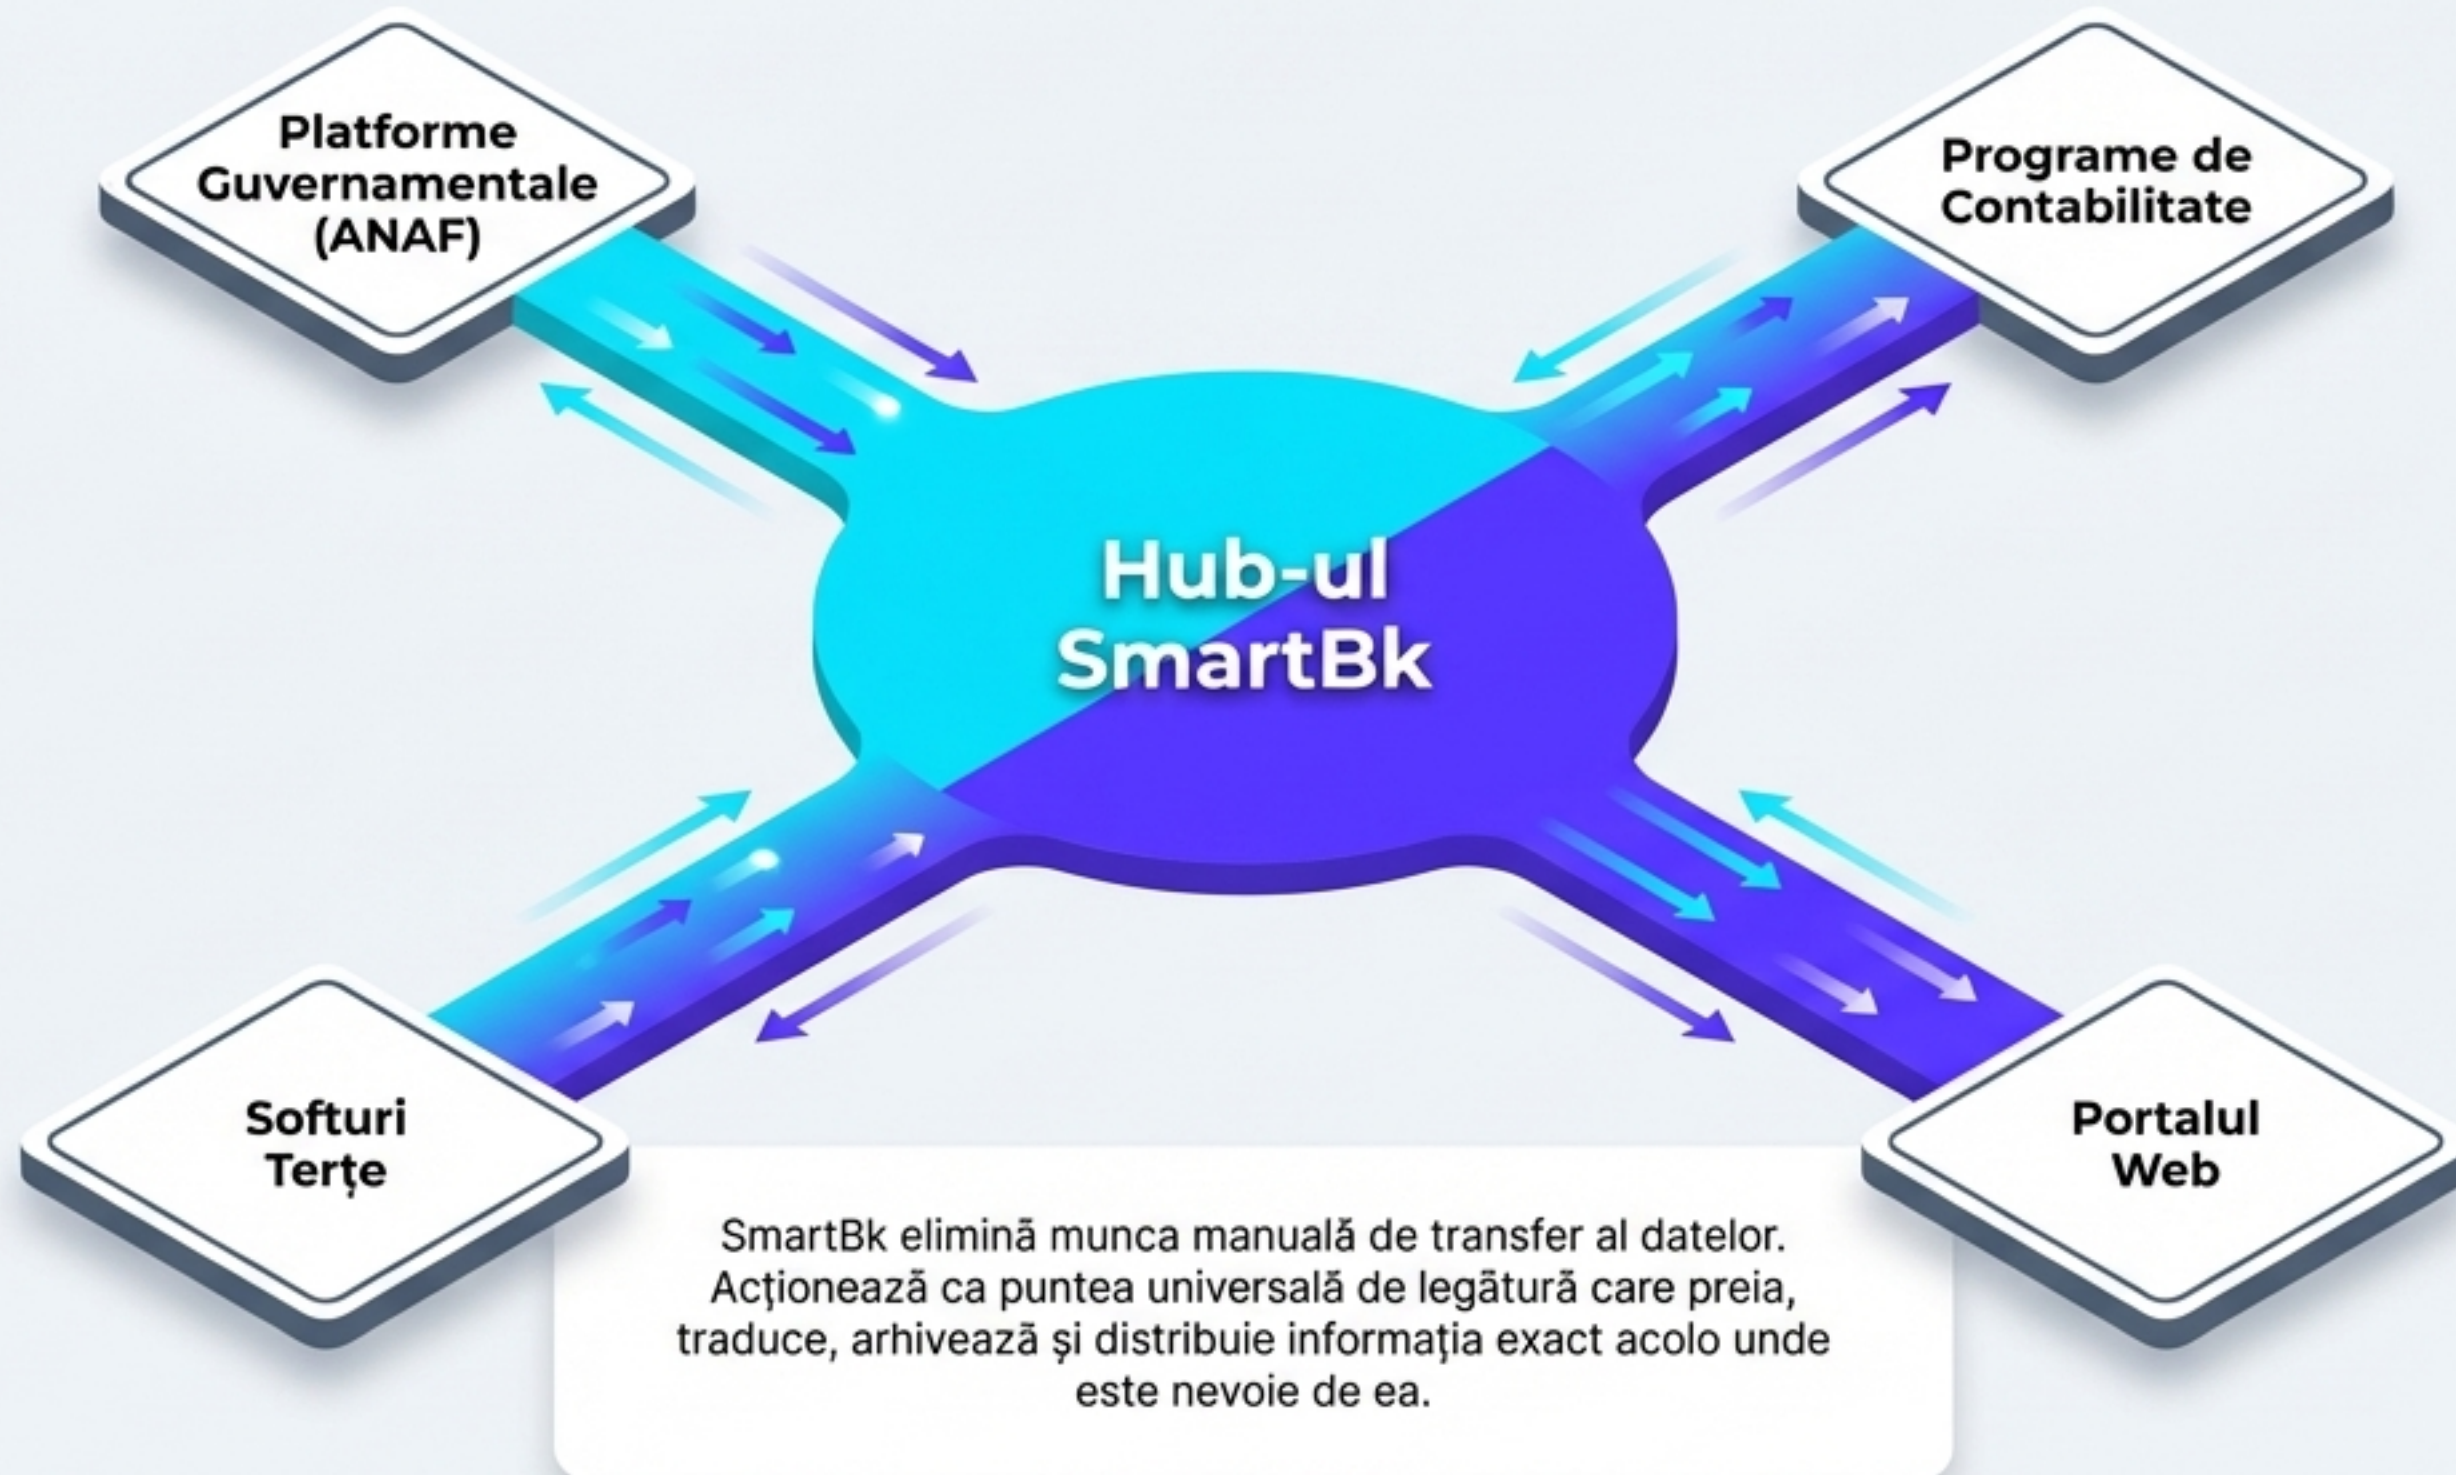 Platforme
Guvernamentale
(ANAF)
Programe de
Contabilitate
Hub-ul
SmartBk
Softuri
Terțe
Portalul
Web
SmartBk elimină munca manuală de transfer al datelor.
Acționează ca puntea universală de legătură care preia,
traduce, arhivează și distribuie informația exact acolo unde
este nevoie de ea.